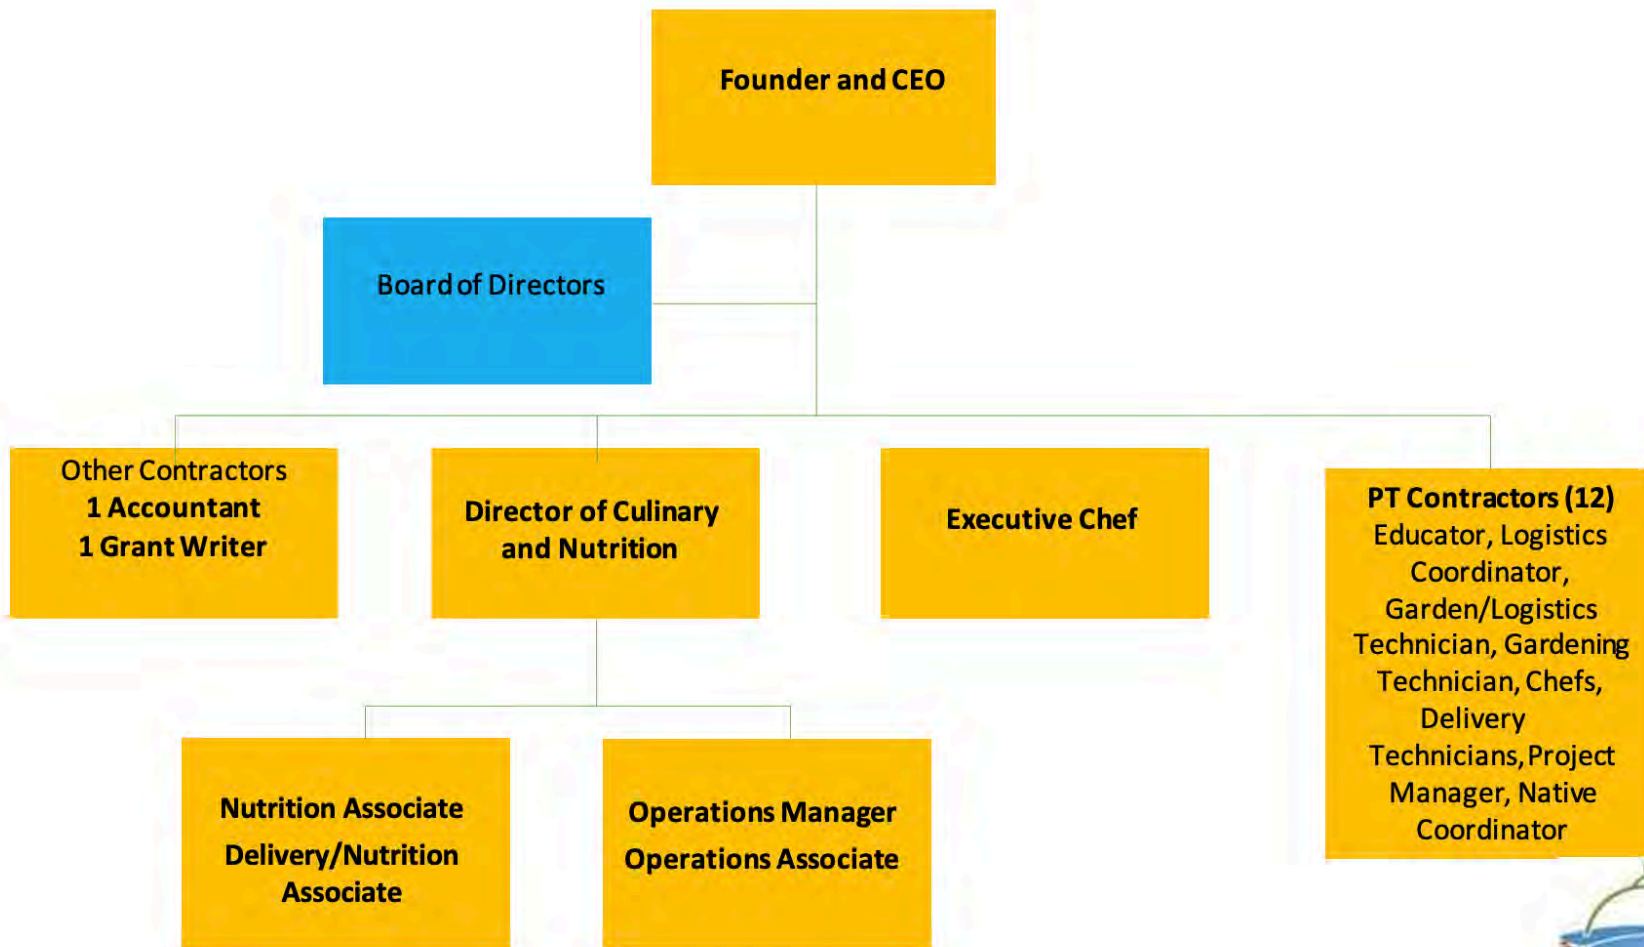 Founder and CEO
Board of Directors
Other Contractors
1 Accountant
1 Grant Writer
Director of Culinary
and Nutrition
Executive Chef
PT Contractors (12)
Educator, Logistics
Coordinator,
Garden/Logistics
Technician, Gardening
Technician, Chefs,
Delivery
Technicians, Project
Manager, Native
Coordinator
Nutrition Associate
Delivery/Nutrition
Associate
Operations Manager
Operations Associate